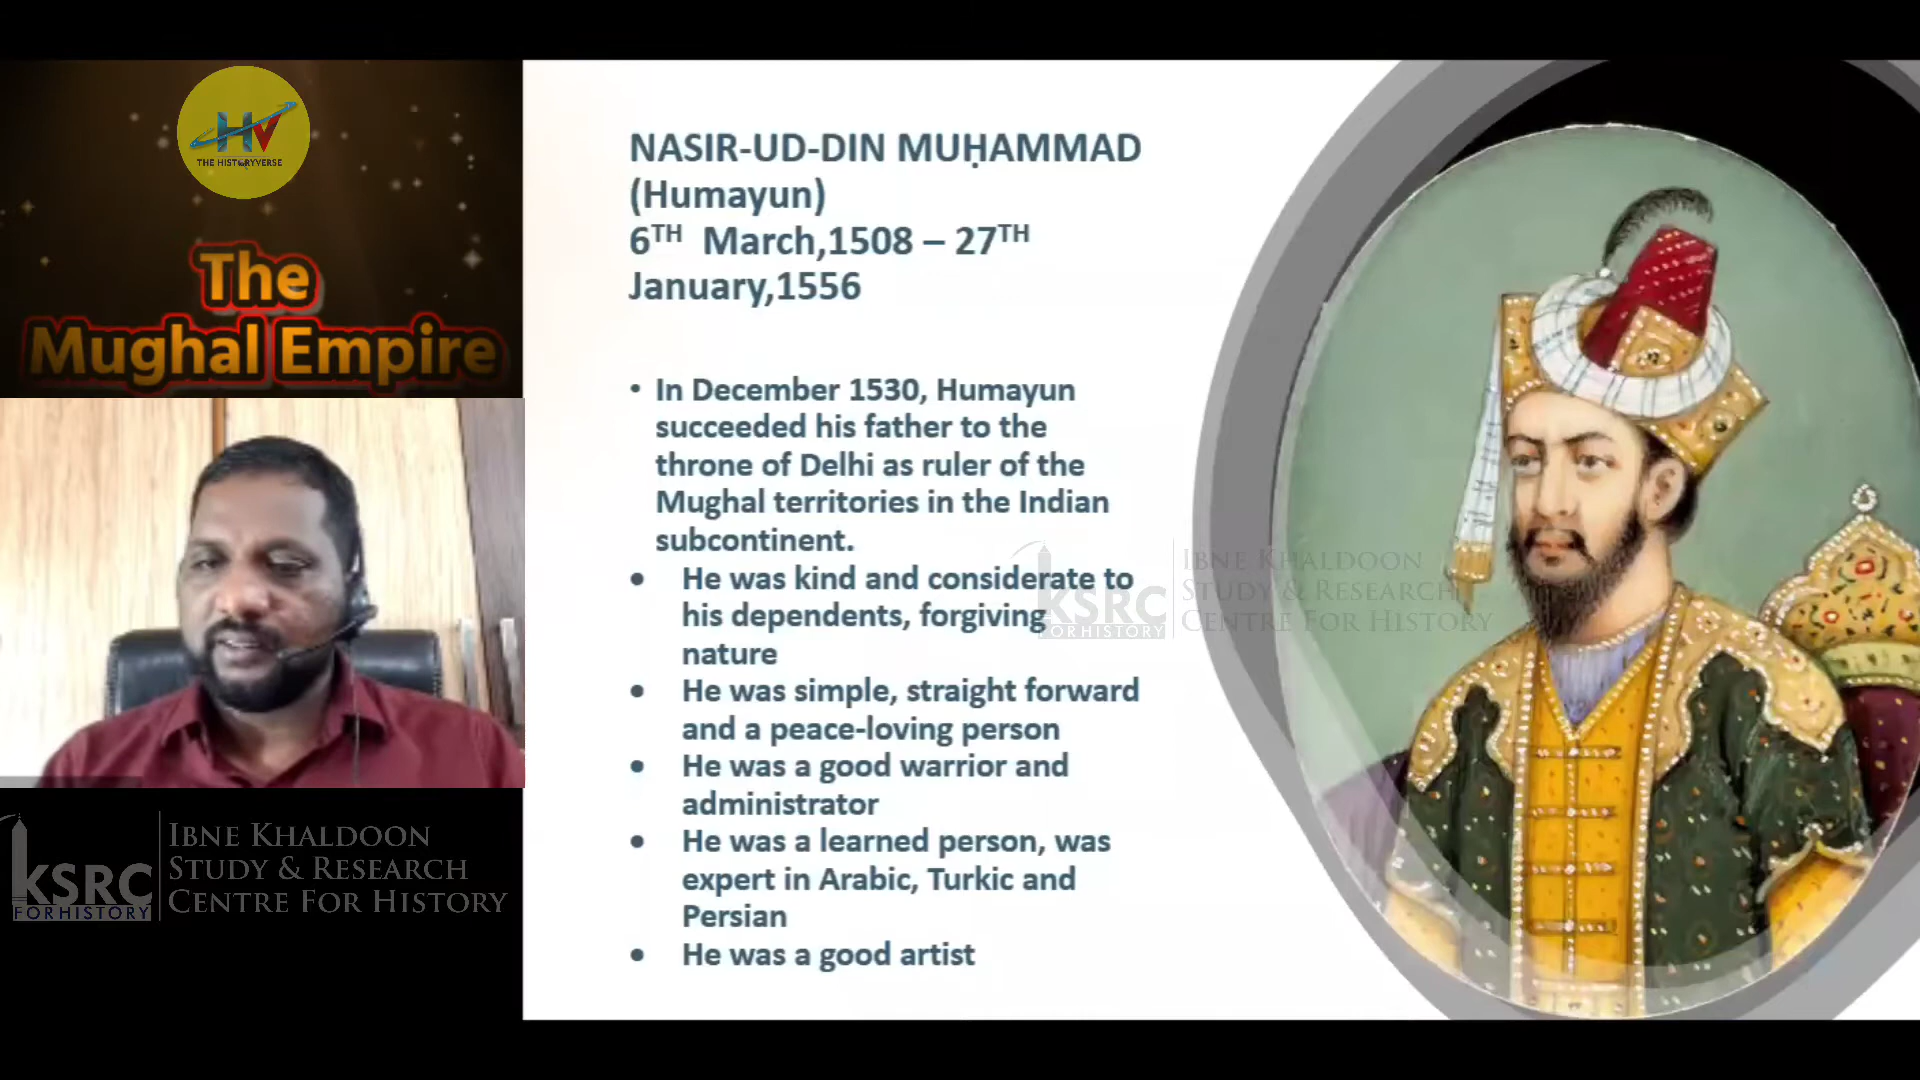 HV
THE HISTORYVERSE
The
Mughal Empire
KSRC
FOR HISTORY
IBNE KHALDOON
STUDY & RESEARCH
CENTRE FOR HISTORY
NASIR-UD-DIN MUḤAMMAD
(Humayun)
6TH March,1508 – 27TH
January,1556
• In December 1530, Humayun
succeeded his father to the
throne of Delhi as ruler of the
Mughal territories in the Indian
subcontinent.
• He was kind and considerate to
his dependents, forgiving
nature
• He was simple, straight forward
and a peace-loving person
• He was a good warrior and
administrator
• He was a learned person, was
expert in Arabic, Turkic and
Persian
• He was a good artist
KSRC
FOR HISTORY
IBNE KHALDOON
STUDY & RESEARCH
CENTRE FOR HISTORY